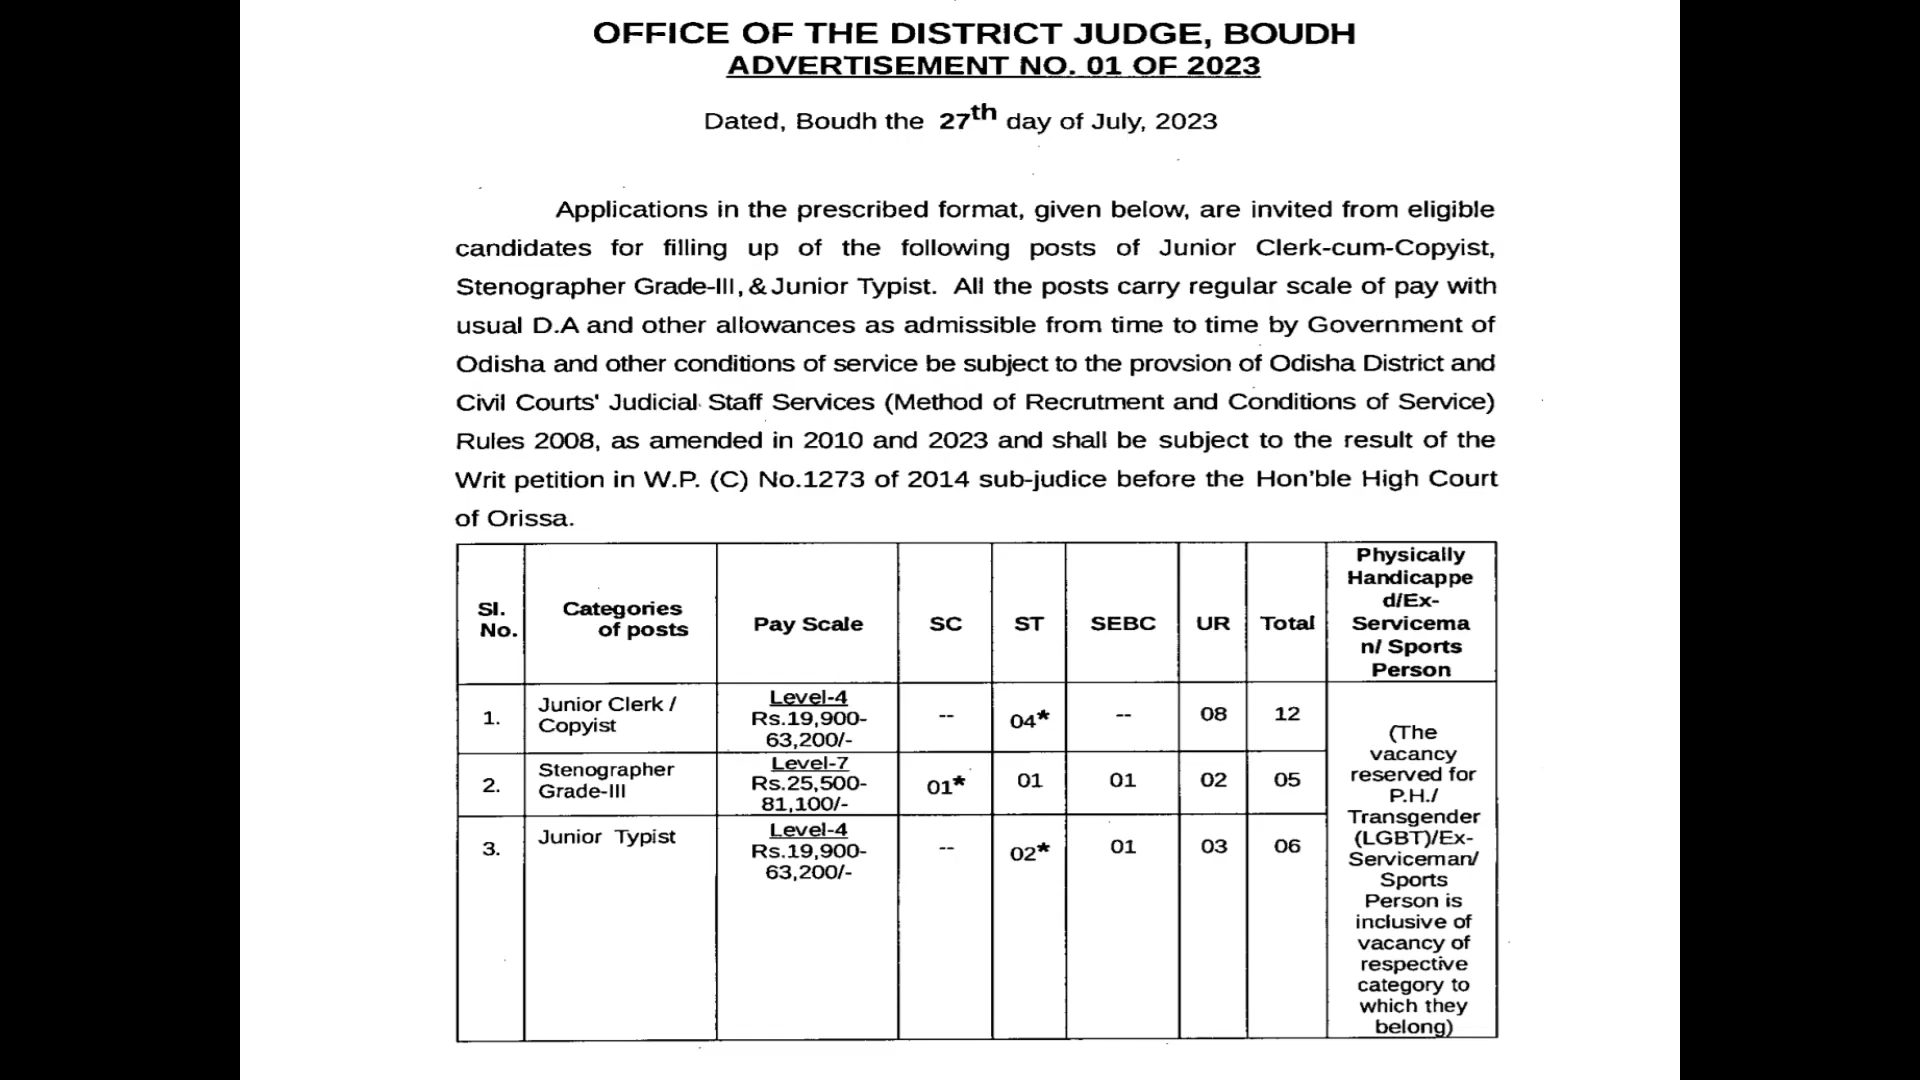 OFFICE OF THE DISTRICT JUDGE, BOUDH
ADVERTISEMENT NO. 01 OF 2023
Dated, Boudh the 27th day of July, 2023
Applications in the prescribed format, given below, are invited from eligible
candidates for filling up of the following posts of Junior Clerk-cum-Copyist,
Stenographer Grade-III, & Junior Typist. All the posts carry regular scale of pay with
usual D.A and other allowances as admissible from time to time by Government of
Odisha and other conditions of service be subject to the provsion of Odisha District and
Civil Courts' Judicial Staff Services (Method of Recrutment and Conditions of Service)
Rules 2008, as amended in 2010 and 2023 and shall be subject to the result of the
Writ petition in W.P. (C) No.1273 of 2014 sub-judice before the Hon'ble High Court
of Orissa.
Sl.
No.
Categories
of posts
Pay Scale
SC
ST
SEBC
UR
Total
Physically
Handicappe
d/Ex-
Servicema
n/ Sports
Person
1.
Junior Clerk /
Copyist
Level-4
Rs.19,900-
63,200/-
--
04*
--
08
12
2.
Stenographer
Grade-III
Level-7
Rs.25,500-
81,100/-
01*
01
01
02
05
3.
Junior Typist
Level-4
Rs.19,900-
63,200/-
--
02*
01
03
06
(The
vacancy
reserved for
P.H./
Transgender
(LGBT)/Ex-
Serviceman/
Sports
Person is
inclusive of
vacancy of
respective
category to
which they
belong)